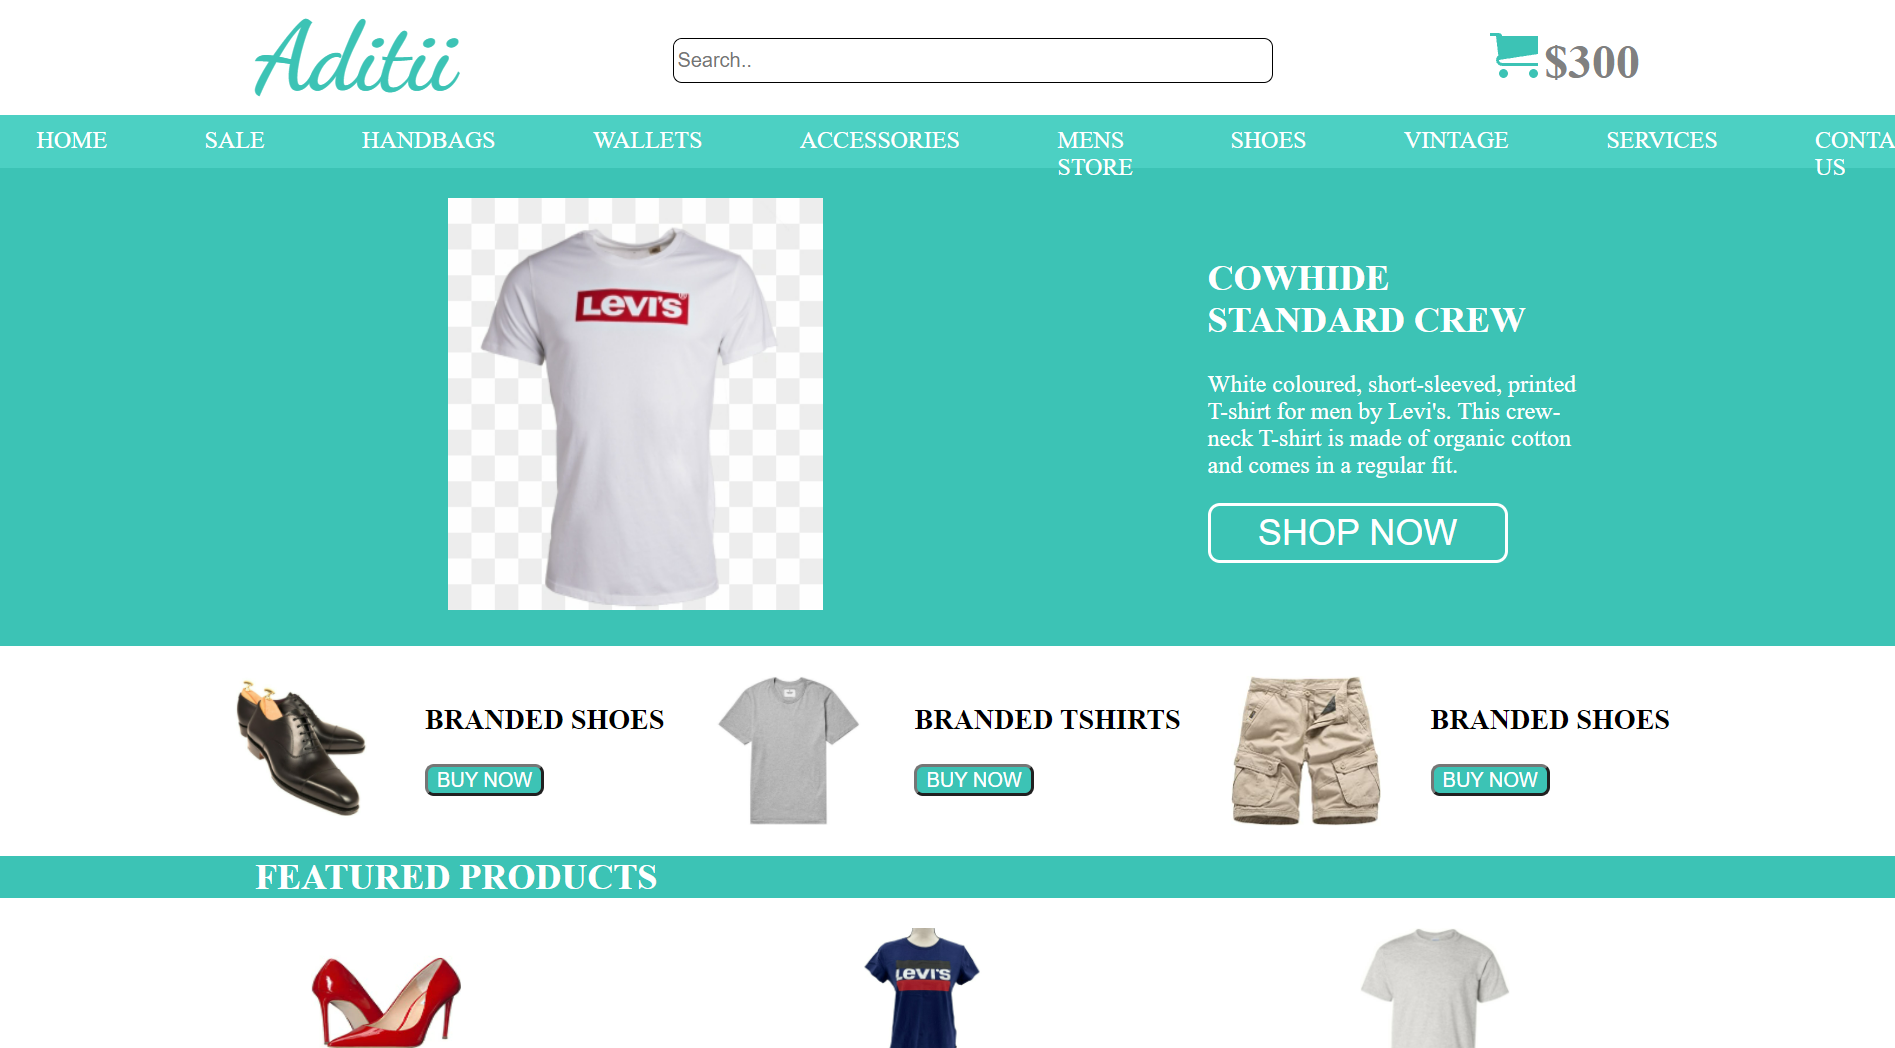 Aditii
Search..
$300
HOME
SALE
HANDBAGS
WALLETS
ACCESSORIES
MENS
STORE
SHOES
VINTAGE
SERVICES
CONTA
US
LEVI'S
COWHIDE
STANDARD CREW
White coloured, short-sleeved, printed
T-shirt for men by Levi's. This crew-
neck T-shirt is made of organic cotton
and comes in a regular fit.
SHOP NOW
BRANDED SHOES
BUY NOW
BRANDED TSHIRTS
BUY NOW
BRANDED SHOES
BUY NOW
FEATURED PRODUCTS
LEVI'S